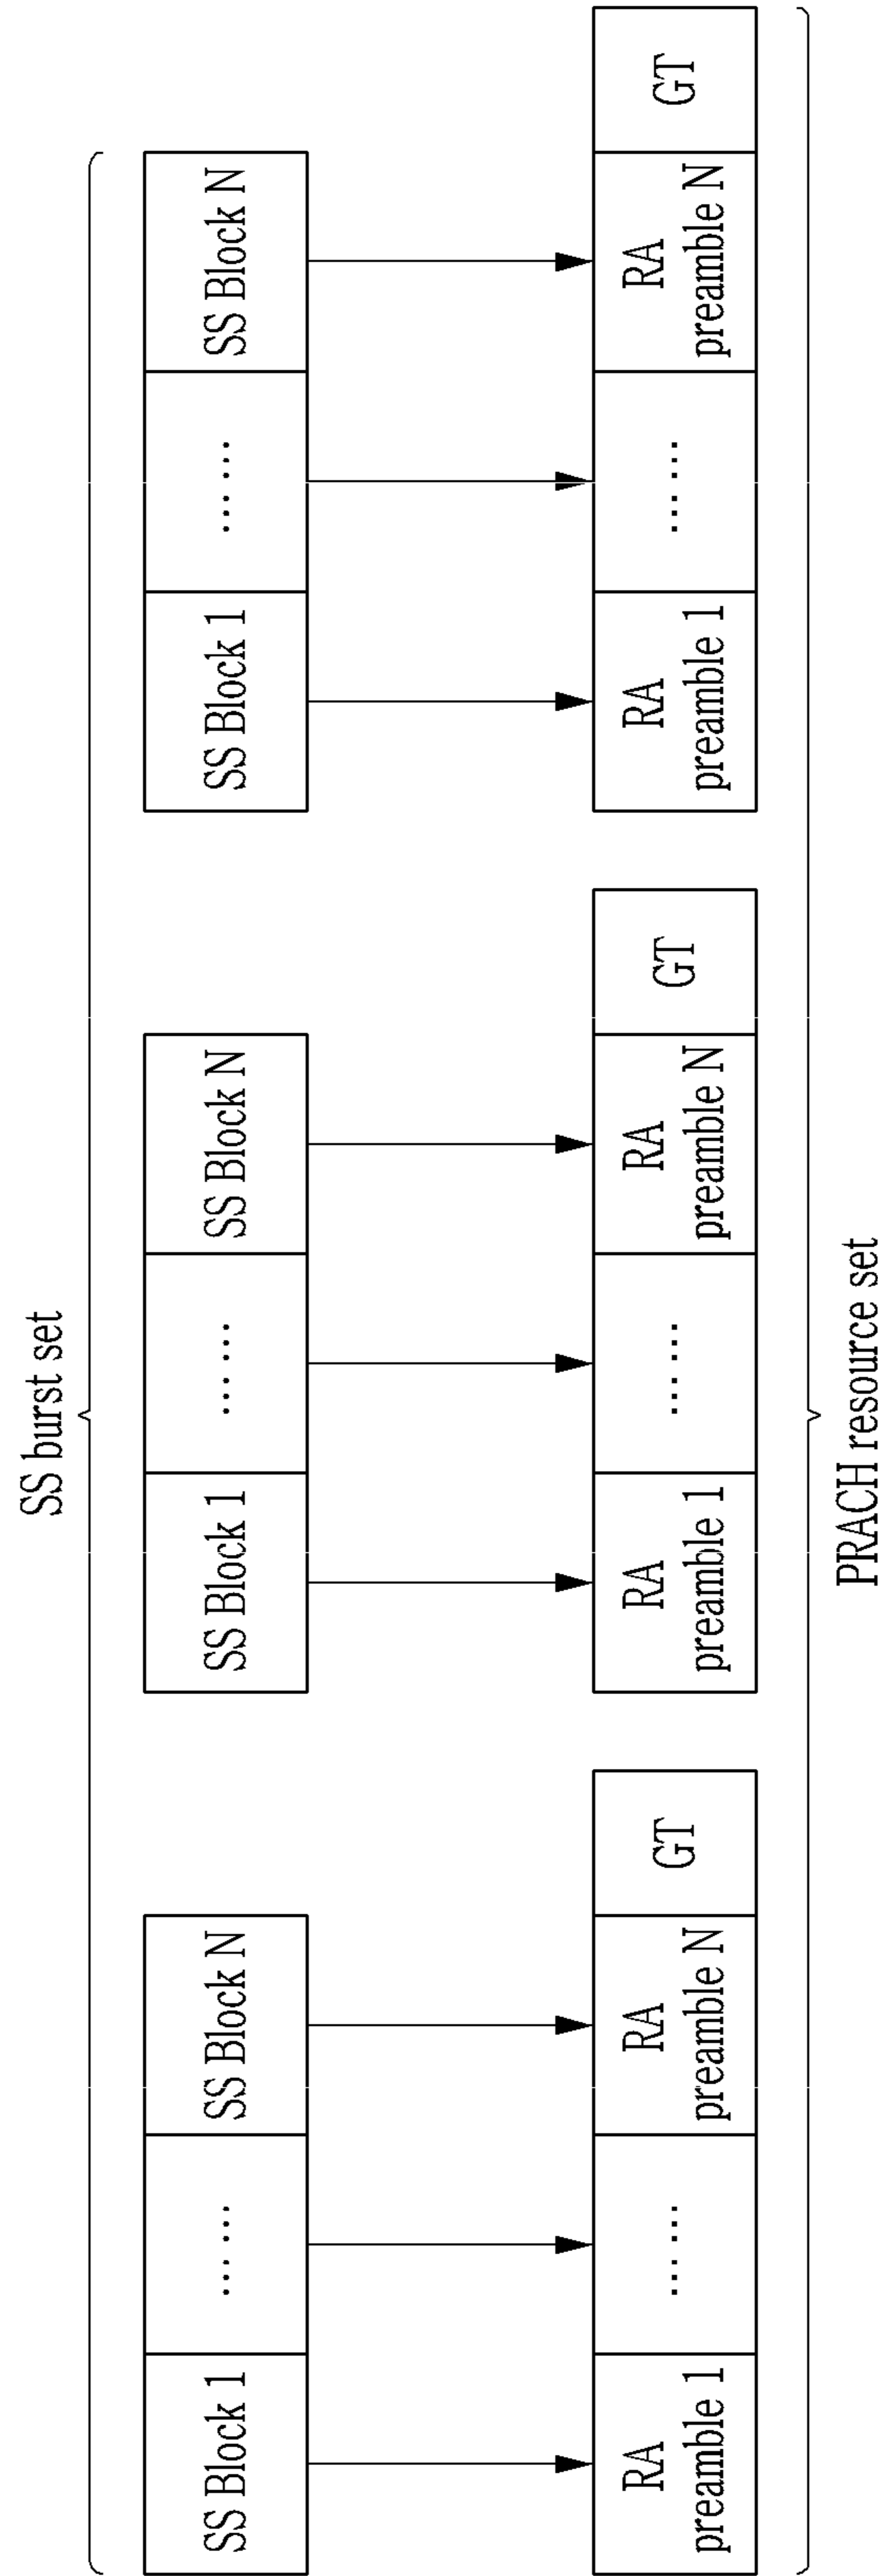 SS burst set
SS Block 1
......
SS Block N
SS Block 1
......
SS Block N
SS Block 1
......
SS Block N
RA
preamble 1
......
RA
preamble N
GT
RA
preamble 1
......
RA
preamble N
GT
RA
preamble 1
......
RA
preamble N
GT
PRACH resource set